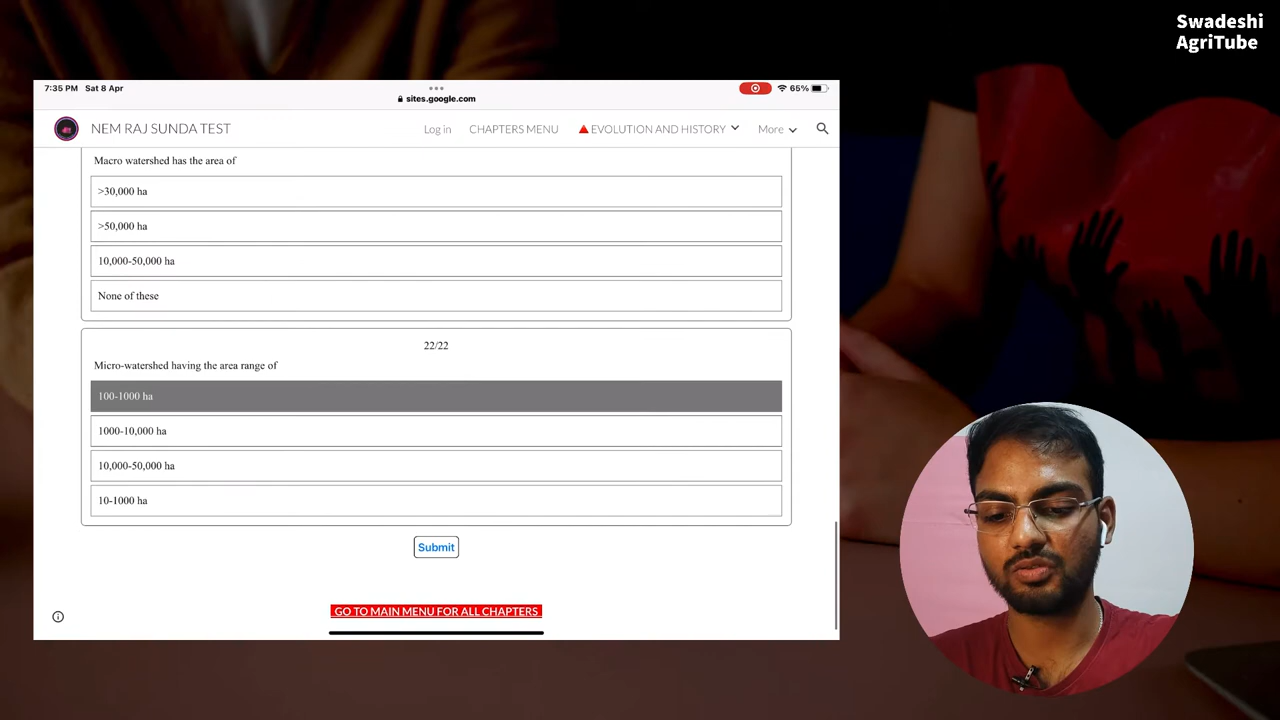 Swadeshi
AgriTube
7:35 PM Sat 8 Apr
65%
sites.google.com
NEM RAJ SUNDA TEST
Log in
CHAPTERS MENU
EVOLUTION AND HISTORY
More
Macro watershed has the area of
>30,000 ha
>50,000 ha
10,000-50,000 ha
None of these
22/22
Micro-watershed having the area range of
100-1000 ha
1000-10,000 ha
10,000-50,000 ha
10-1000 ha
Submit
GO TO MAIN MENU FOR ALL CHAPTERS